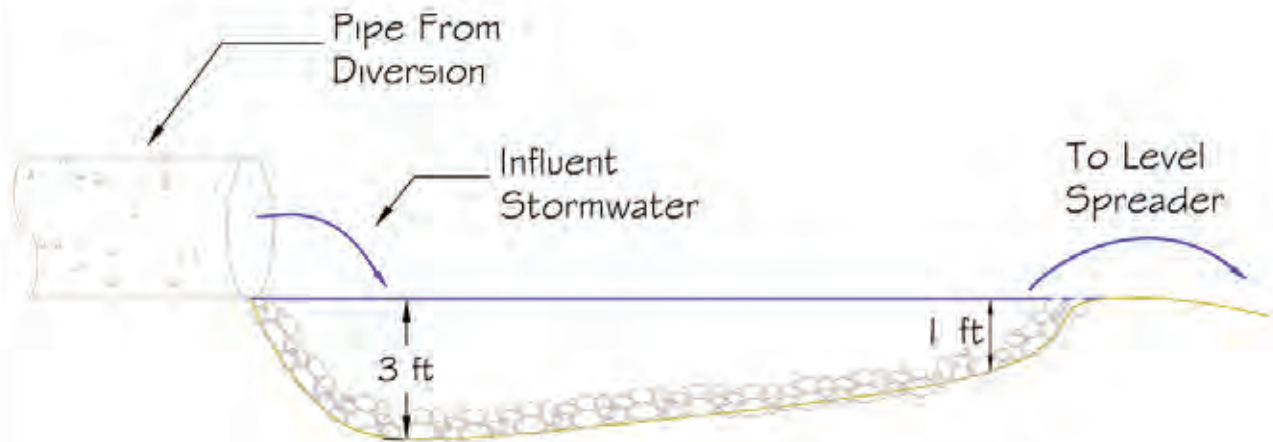 Pipe From
Diversion
Influent
Stormwater
To Level
Spreader
3 ft
1 ft